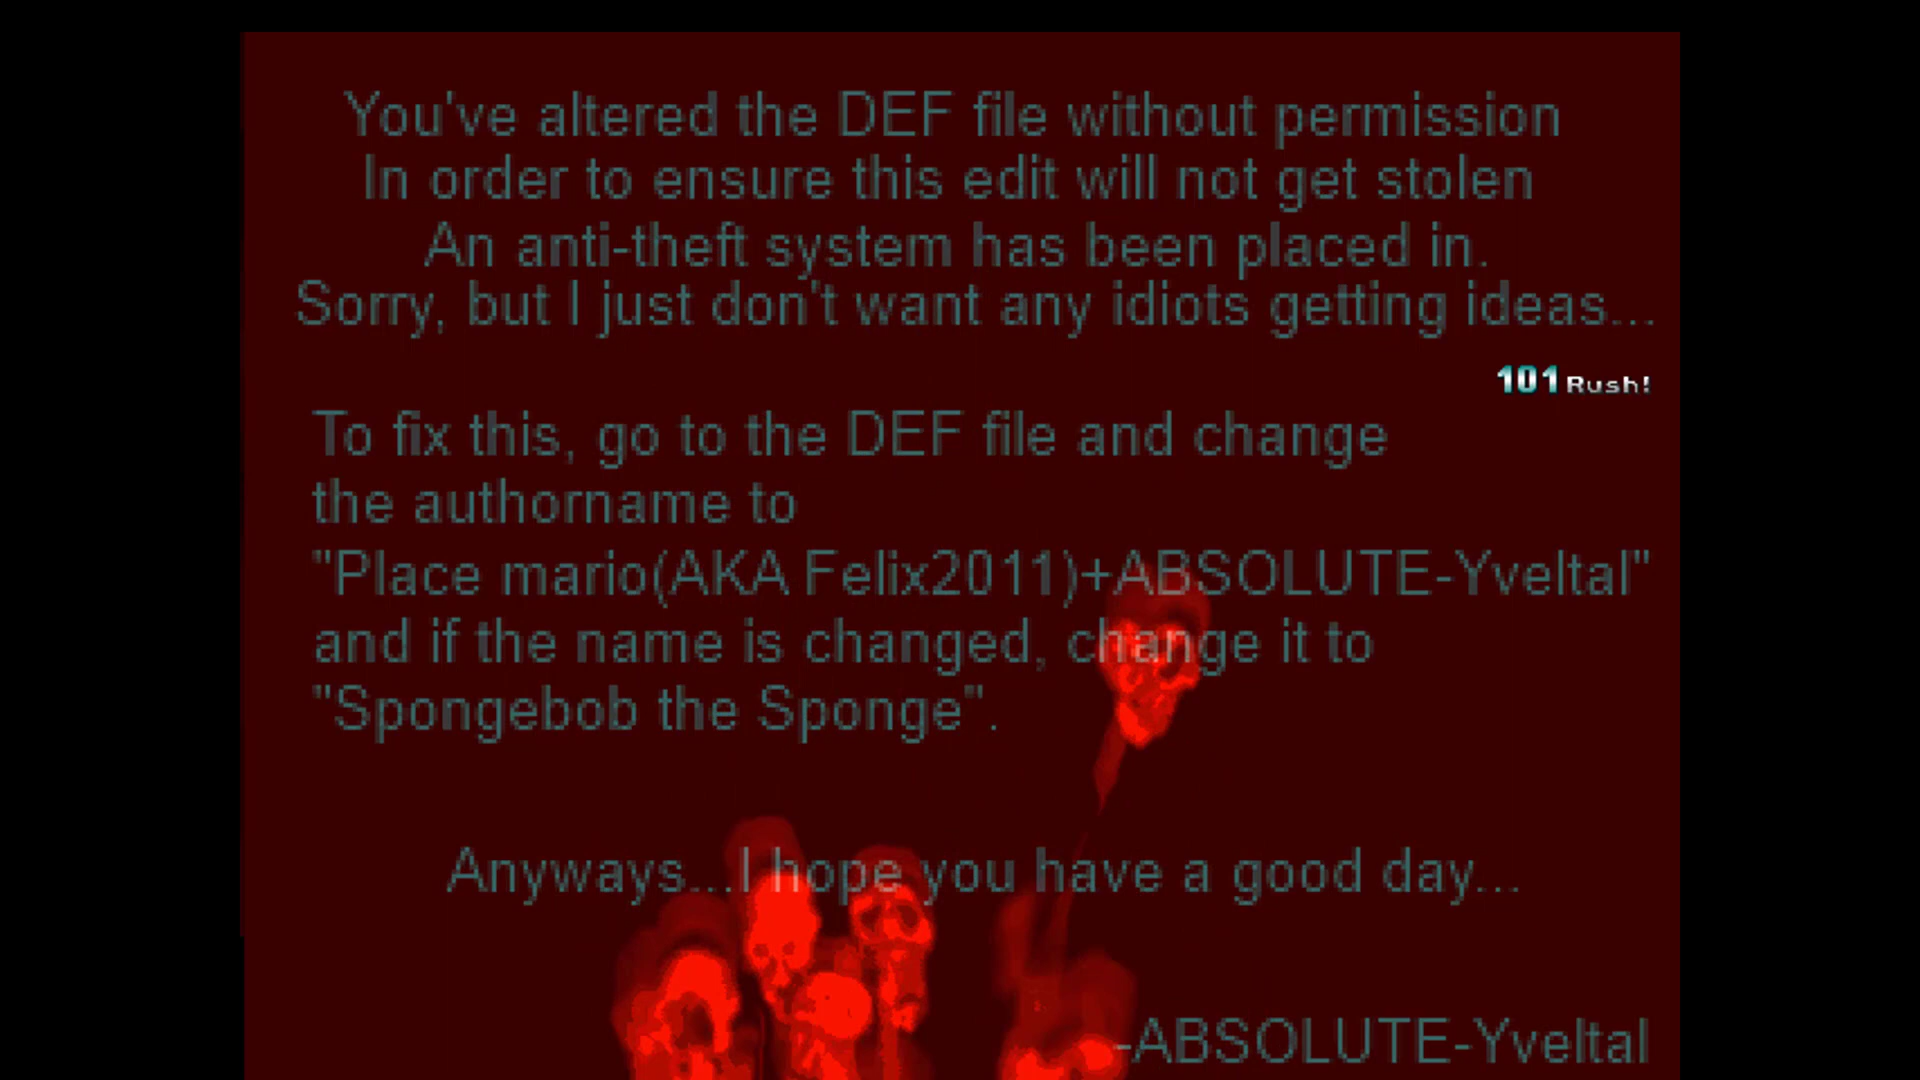 You've altered the DEF file without permission
In order to ensure this edit will not get stolen
An anti-theft system has been placed in.
Sorry, but I just don't want any idiots getting ideas...
101 Rush!
To fix this, go to the DEF file and change
the authorname to
"Place mario(AKA Felix2011)+ABSOLUTE-Yveltal"
and if the name is changed, change it to
"Spongebob the Sponge".
Anyways...I hope you have a good day...
-ABSOLUTE-Yveltal